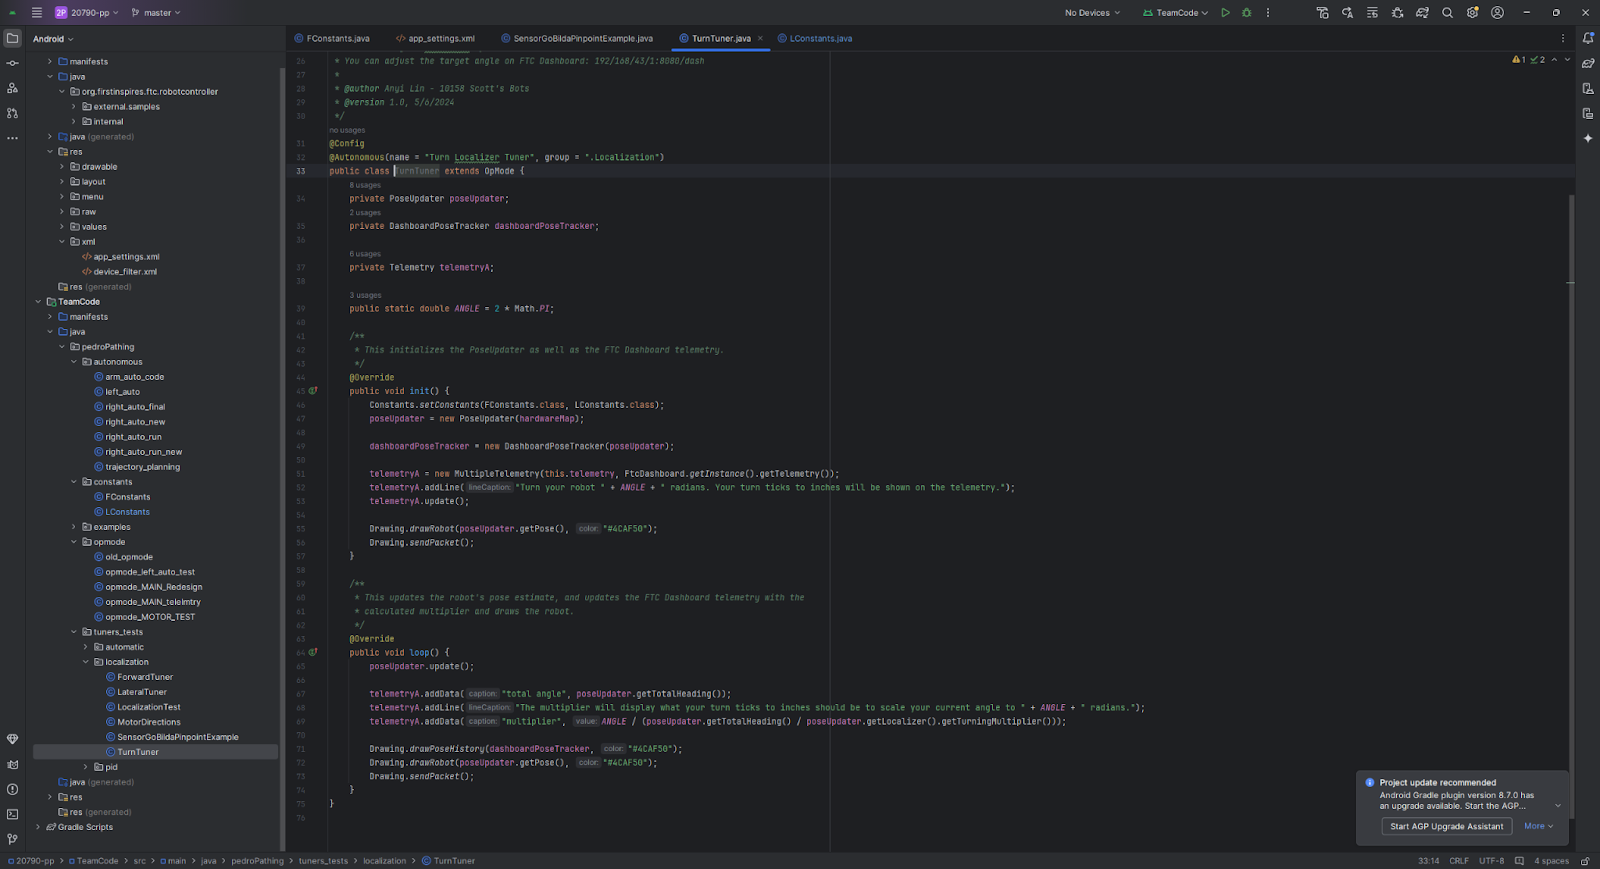 2P 20790-pp master No Devices TeamCode
Android FConstants.java app_settings.xml SensorGoBildaPinpointExample.java TurnTuner.java LConstants.java
manifests
java
org.firstinspires.ftc.robotcontroller
external.samples
internal
java (generated)
res
drawable
layout
menu
raw
values
xml
app_settings.xml
device_filter.xml
res (generated)
TeamCode
manifests
java
pedroPathing
autonomous
arm_auto_code
left_auto
right_auto_final
right_auto_new
right_auto_run
right_auto_run_new
trajectory_planning
constants
FConstants
LConstants
examples
opmode
old_opmode
opmode_left_auto_test
opmode_MAIN_Redesign
opmode_MAIN_teleImtry
opmode_MOTOR_TEST
tuners_tests
automatic
localization
ForwardTuner
LateralTuner
LocalizationTest
MotorDirections
SensorGoBildaPinpointExample
TurnTuner
pid
java (generated)
res
res (generated)
Gradle Scripts
1 2
26 * You can adjust the target angle on FTC Dashboard: 192/168/43/1:8080/dash
27 *
28 * @author Anyi Lin - 10158 Scott's Bots
29 * @version 1.0, 5/6/2024
30 */
no usages
31 @Config
32 @Autonomous(name = "Turn Localizer Tuner", group = ".Localization")
33 public class TurnTuner extends OpMode {
8 usages
34 private PoseUpdater poseUpdater;
2 usages
35 private DashboardPoseTracker dashboardPoseTracker;
36
6 usages
37 private Telemetry telemetryA;
38
3 usages
39 public static double ANGLE = 2 * Math.PI;
40
41 /**
42 * This initializes the PoseUpdater as well as the FTC Dashboard telemetry.
43 */
44 @Override
45 public void init() {
46 Constants.setConstants(FConstants.class, LConstants.class);
47 poseUpdater = new PoseUpdater(hardwareMap);
48
49 dashboardPoseTracker = new DashboardPoseTracker(poseUpdater);
50
51 telemetryA = new MultipleTelemetry(this.telemetry, FtcDashboard.getInstance().getTelemetry());
52 telemetryA.addLine( lineCaption: "Turn your robot " + ANGLE + " radians. Your turn ticks to inches will be shown on the telemetry.");
53 telemetryA.update();
54
55 Drawing.drawRobot(poseUpdater.getPose(), color: "#4CAF50");
56 Drawing.sendPacket();
57 }
58
59 /**
60 * This updates the robot's pose estimate, and updates the FTC Dashboard telemetry with the
61 * calculated multiplier and draws the robot.
62 */
63 @Override
64 public void loop() {
65 poseUpdater.update();
66
67 telemetryA.addData( caption: "total angle", poseUpdater.getTotalHeading());
68 telemetryA.addLine( lineCaption: "The multiplier will display what your turn ticks to inches should be to scale your current angle to " + ANGLE + " radians.");
69 telemetryA.addData( caption: "multiplier", value: ANGLE / (poseUpdater.getTotalHeading() / poseUpdater.getLocalizer().getTurningMultiplier()));
70
71 Drawing.drawPoseHistory(dashboardPoseTracker, color: "#4CAF50");
72 Drawing.drawRobot(poseUpdater.getPose(), color: "#4CAF50");
73 Drawing.sendPacket();
74 }
75 }
76
Project update recommended
Android Gradle plugin version 8.7.0 has
an upgrade available. Start the AGP...
Start AGP Upgrade Assistant More
20790-pp > TeamCode > src > main > java > pedroPathing > tuners_tests > localization > TurnTuner 33:14 CRLF UTF-8 4 spaces